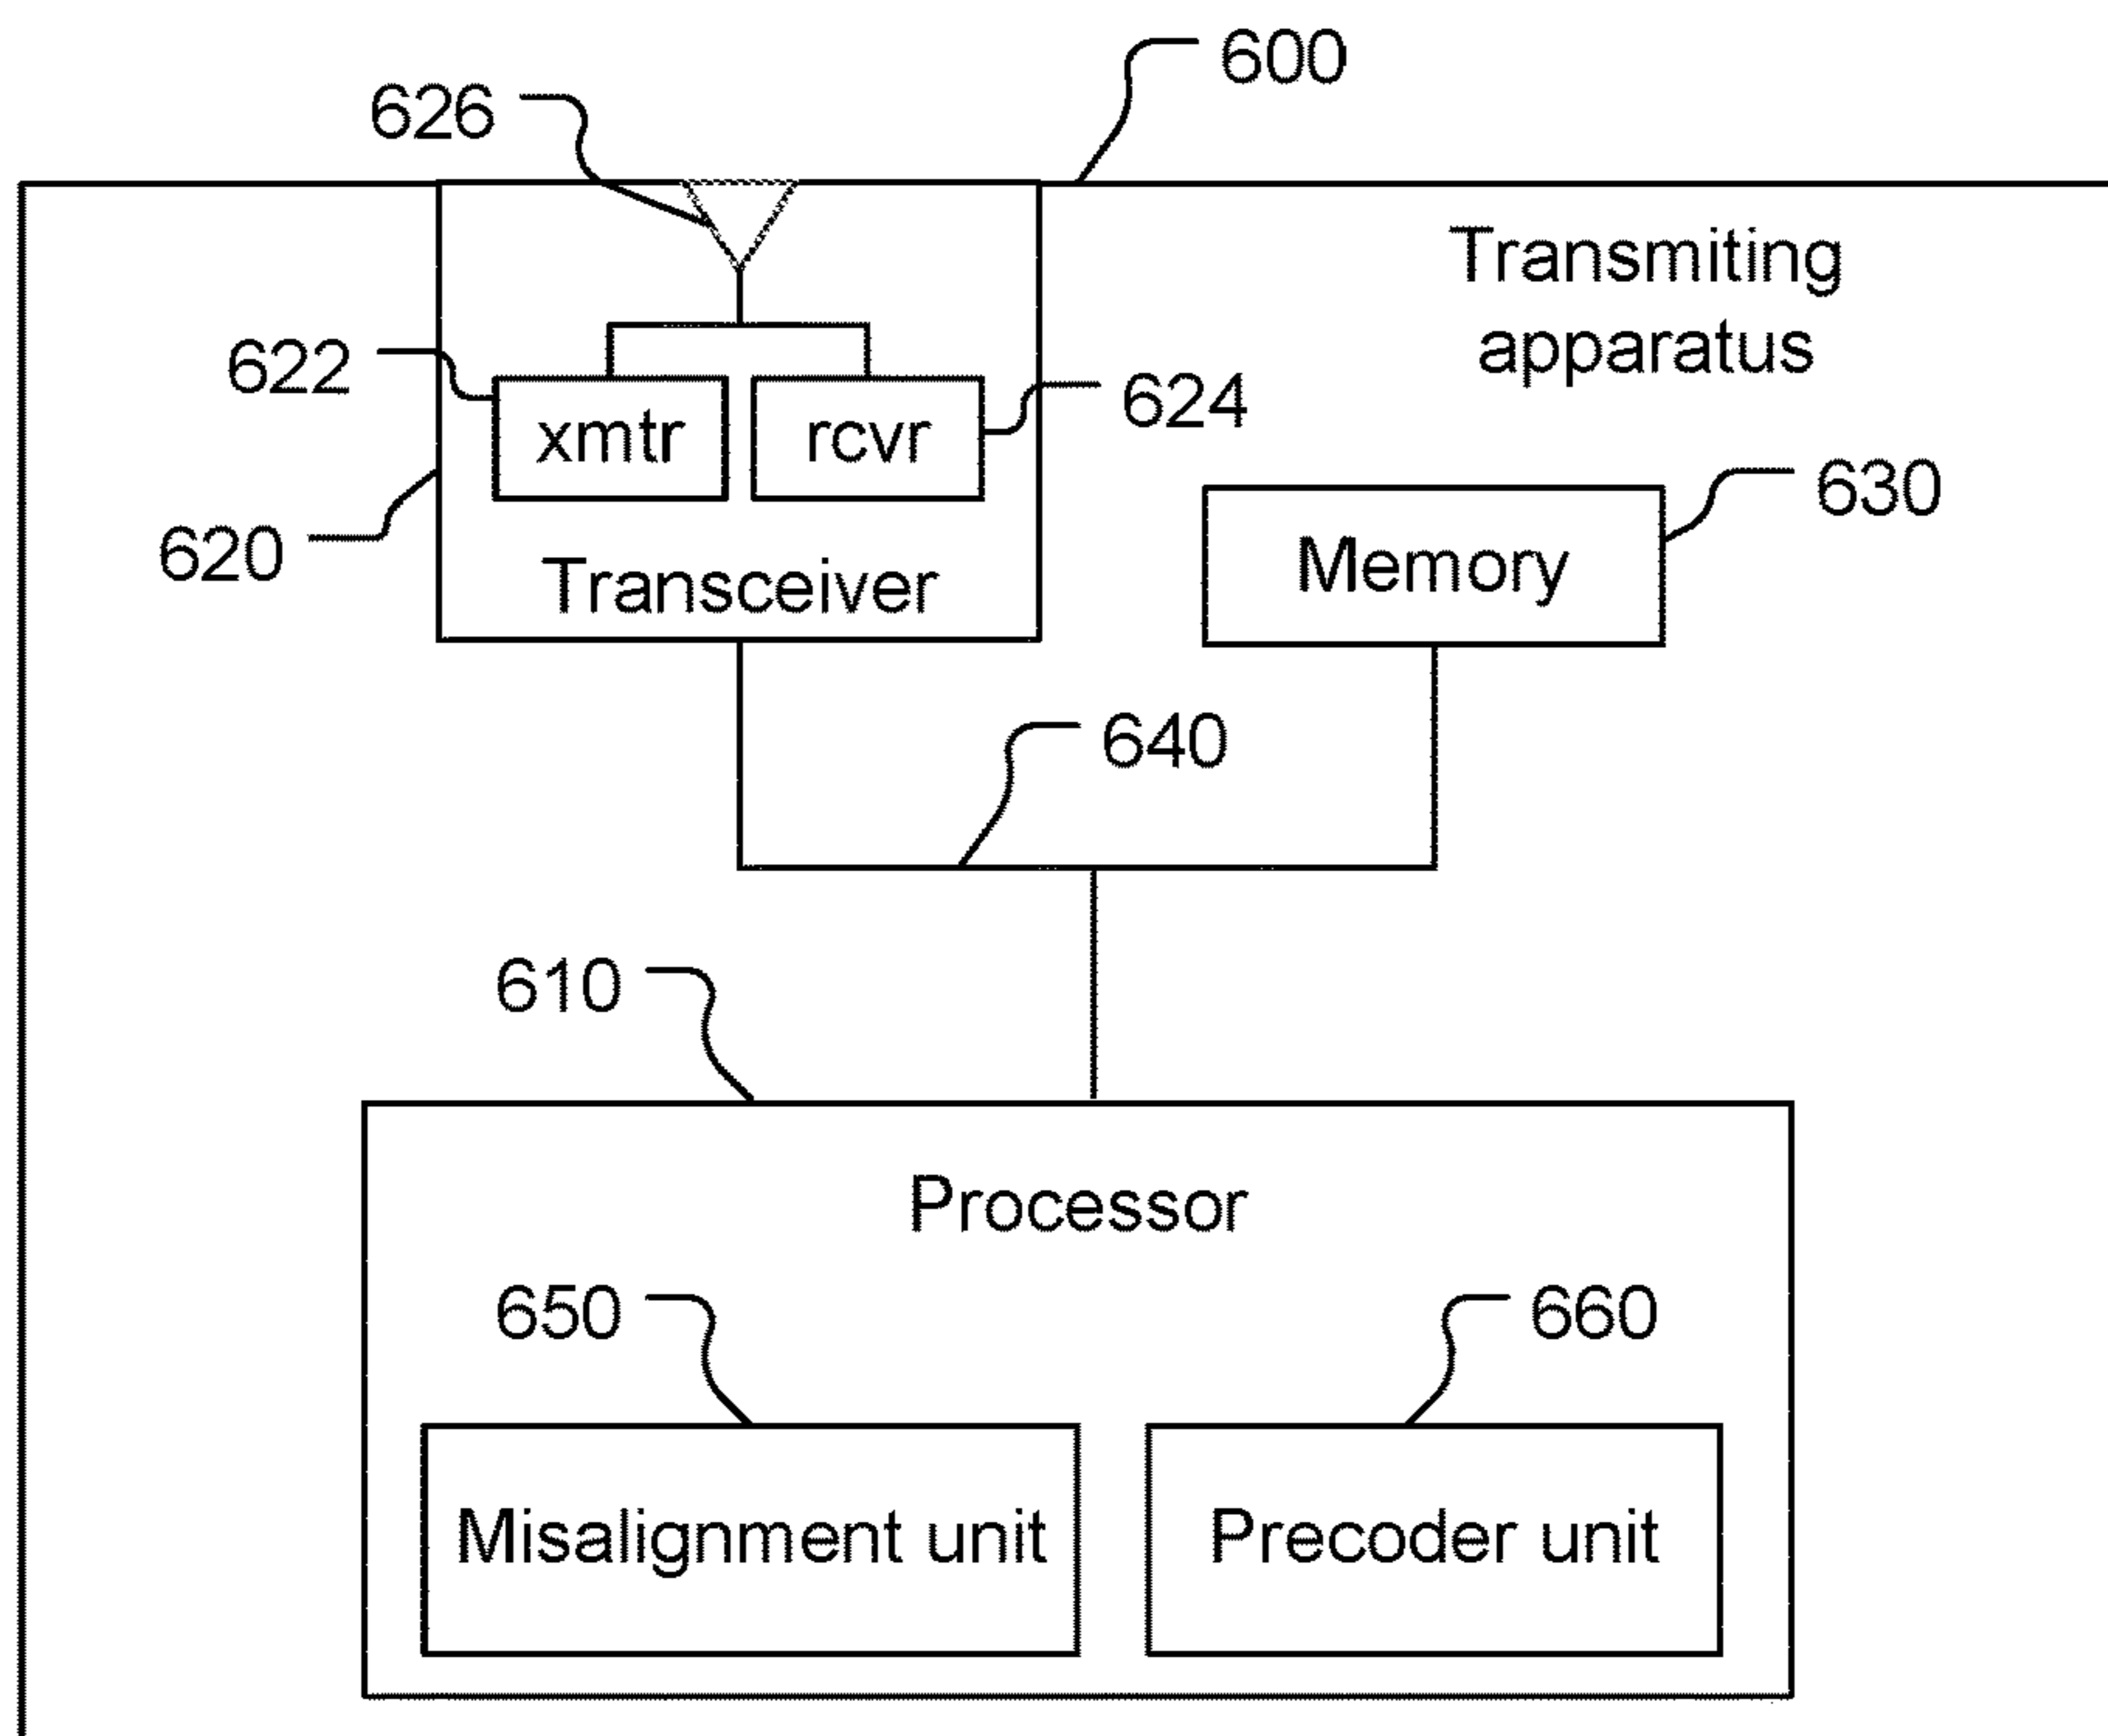 600
626
Transmiting
apparatus
622
xmtr
rcvr
624
620
Transceiver
630
Memory
640
610
Processor
650
660
Misalignment unit
Precoder unit